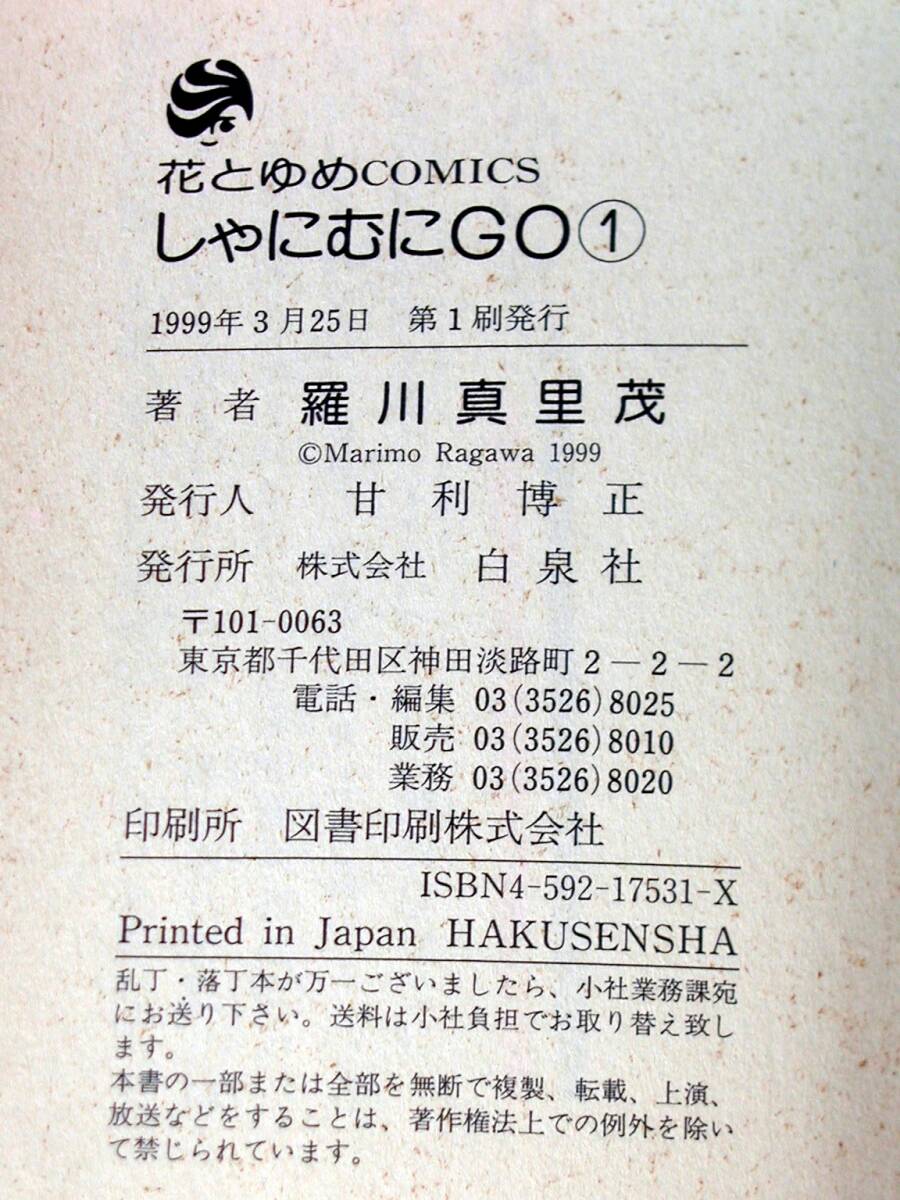 花とゆめCOMICS
しゃにむにGO①
1999年3月25日　第1刷発行
著　者　羅川真里茂
©Marimo Ragawa 1999
発行人　甘利博正
発行所　株式会社　白泉社
〒101-0063
東京都千代田区神田淡路町2－2－2
電話・編集 03(3526)8025
販売 03(3526)8010
業務 03(3526)8020
印刷所　図書印刷株式会社
ISBN4-592-17531-X
Printed in Japan HAKUSENSHA
乱丁・落丁本が万一ございましたら、小社業務課宛
にお送り下さい。送料は小社負担でお取り替え致し
ます。
本書の一部または全部を無断で複製、転載、上演、
放送などをすることは、著作権法上での例外を除い
て禁じられています。